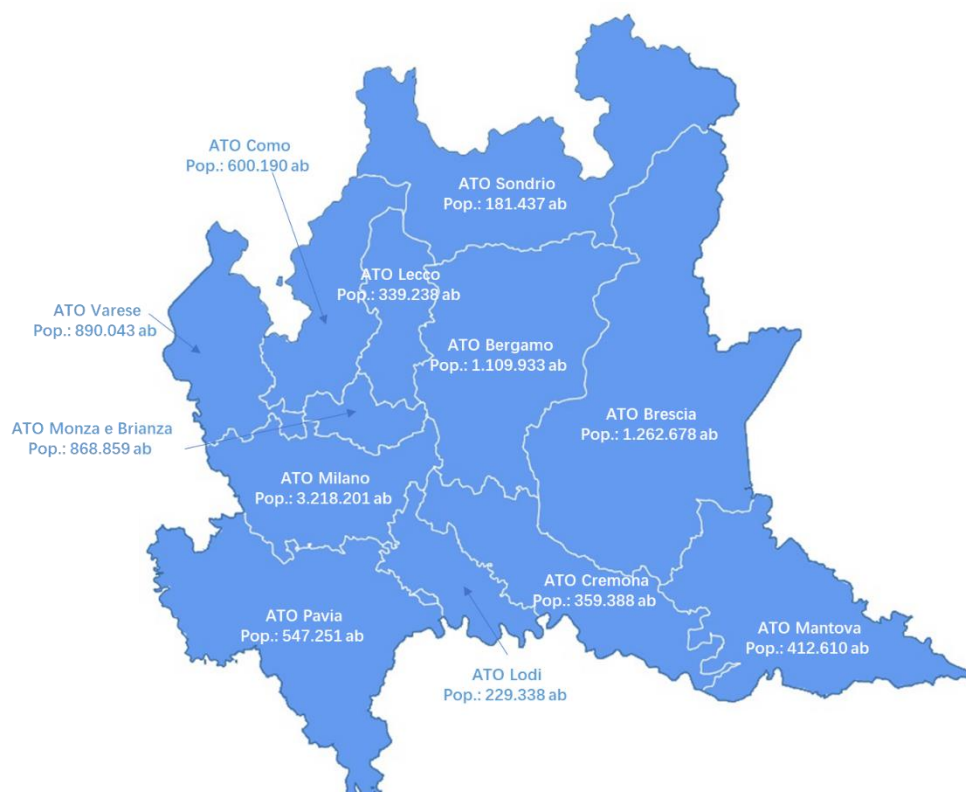 ATO Como
Pop.: 600.190 ab
ATO Sondrio
Pop.: 181.437 ab
ATO Lecco
Pop.: 339.238 ab
ATO Varese
Pop.: 890.043 ab
ATO Bergamo
Pop.: 1.109.933 ab
ATO Brescia
Pop.: 1.262.678 ab
ATO Monza e Brianza
Pop.: 868.859 ab
ATO Milano
Pop.: 3.218.201 ab
ATO Cremona
Pop.: 359.388 ab
ATO Pavia
Pop.: 547.251 ab
ATO Mantova
Pop.: 412.610 ab
ATO Lodi
Pop.: 229.338 ab